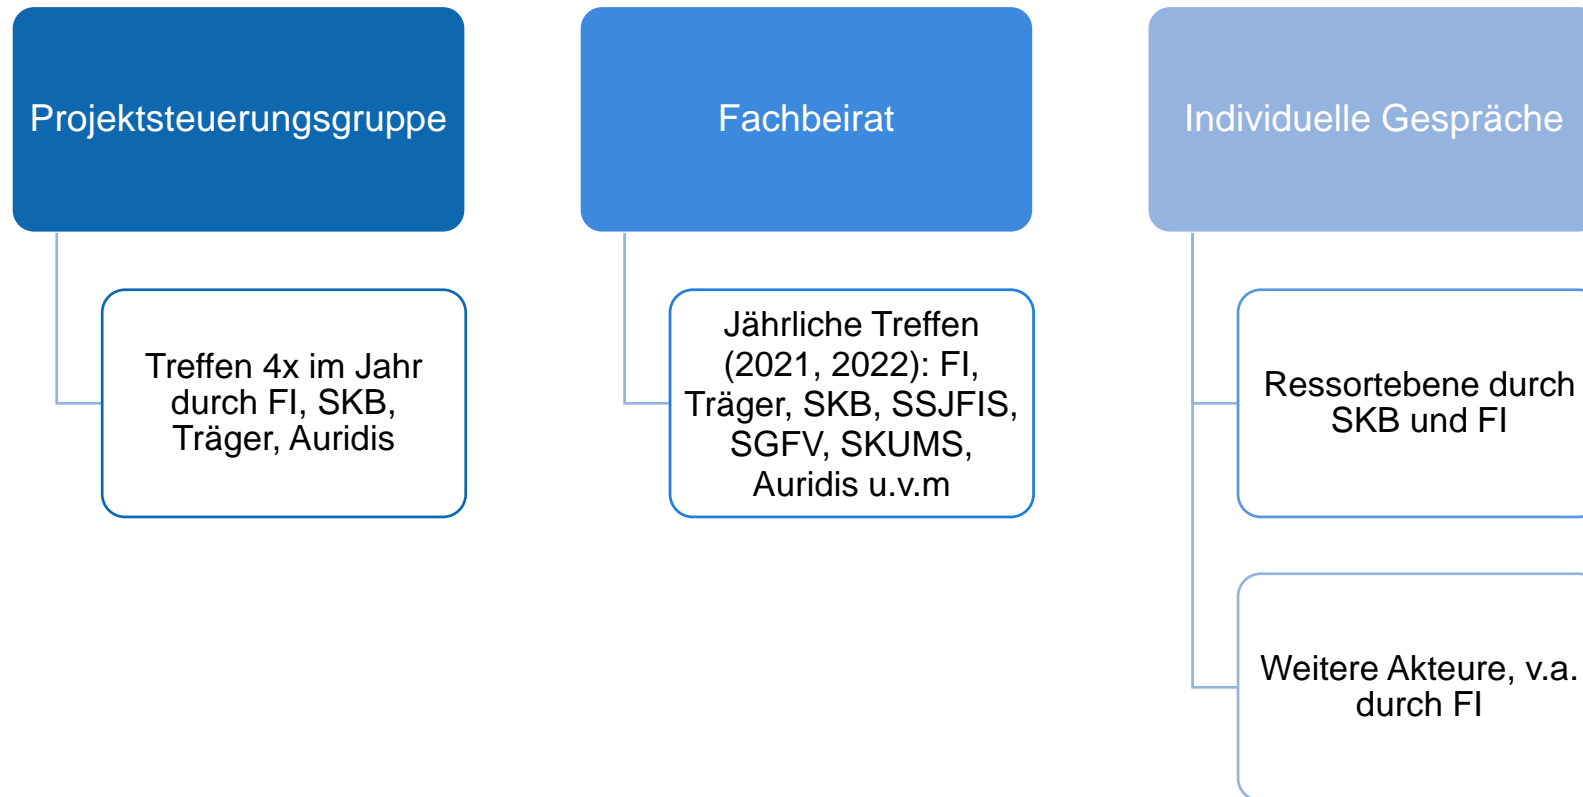 Projektsteuerungsgruppe
Treffen 4x im Jahr
durch FI, SKB,
Träger, Auridis
Fachbeirat
Jährliche Treffen
(2021, 2022): FI,
Träger, SKB, SSJFIS,
SGFV, SKUMS,
Auridis u.v.m
Individuelle Gespräche
Ressortebene durch
SKB und FI
Weitere Akteure, v.a.
durch FI